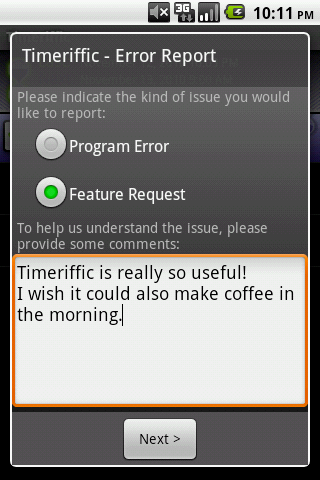 3G
10:11 PM
Timeriffic - Error Report
Please indicate the kind of issue you would
like to report:
Program Error
Feature Request
To help us understand the issue, please
provide some comments:
Timeriffic is really so useful!
I wish it could also make coffee in
the morning.
Next >